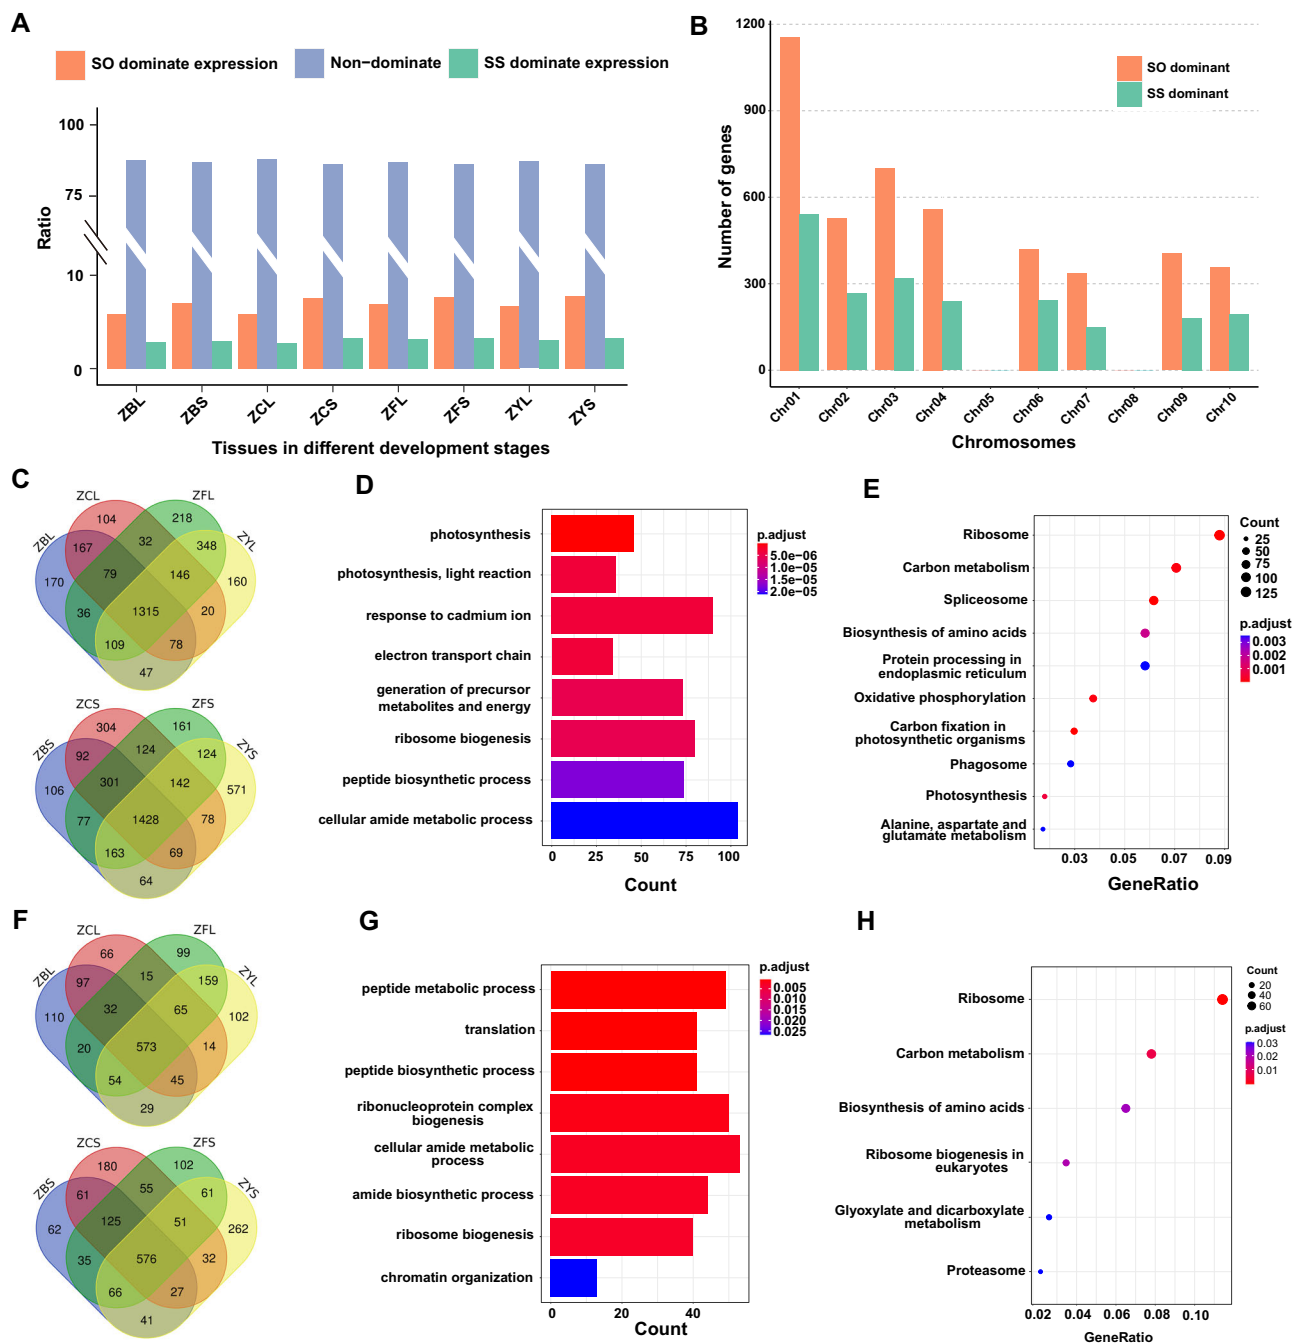 A
SO dominate expression
Non−dominate
SS dominate expression
Ratio
100
75
10
0
ZBL
ZBS
ZCL
ZCS
ZFL
ZFS
ZYL
ZYS
Tissues in different development stages
B
Number of genes
1200
900
600
300
0
SO dominant
SS dominant
Chr01
Chr02
Chr03
Chr04
Chr05
Chr06
Chr07
Chr08
Chr09
Chr10
Chromosomes
C
ZCL
ZFL
ZBL
ZYL
104
218
167
32
348
79
146
170
160
1315
36
20
109
78
47
ZCS
ZFS
ZBS
ZYS
304
161
92
124
124
301
142
106
571
1428
77
78
163
69
64
D
photosynthesis
photosynthesis, light reaction
response to cadmium ion
electron transport chain
generation of precursor
metabolites and energy
ribosome biogenesis
peptide biosynthetic process
cellular amide metabolic process
0
25
50
75
100
Count
p.adjust
5.0e−06
1.0e−05
1.5e−05
2.0e−05
E
Ribosome
Carbon metabolism
Spliceosome
Biosynthesis of amino acids
Protein processing in
endoplasmic reticulum
Oxidative phosphorylation
Carbon fixation in
photosynthetic organisms
Phagosome
Photosynthesis
Alanine, aspartate and
glutamate metabolism
0.03
0.05
0.07
0.09
GeneRatio
Count
25
50
75
100
125
p.adjust
0.003
0.002
0.001
F
ZCL
ZFL
ZBL
ZYL
66
99
97
15
159
32
65
110
102
573
20
14
54
45
29
ZCS
ZFS
ZBS
ZYS
180
102
61
55
61
125
51
62
262
576
35
32
66
27
41
G
peptide metabolic process
translation
peptide biosynthetic process
ribonucleoprotein complex
biogenesis
cellular amide metabolic
process
amide biosynthetic process
ribosome biogenesis
chromatin organization
0
20
40
Count
p.adjust
0.005
0.010
0.015
0.020
0.025
H
Ribosome
Carbon metabolism
Biosynthesis of amino acids
Ribosome biogenesis in
eukaryotes
Glyoxylate and dicarboxylate
metabolism
Proteasome
0.02
0.04
0.06
0.08
0.10
GeneRatio
Count
20
40
60
p.adjust
0.03
0.02
0.01